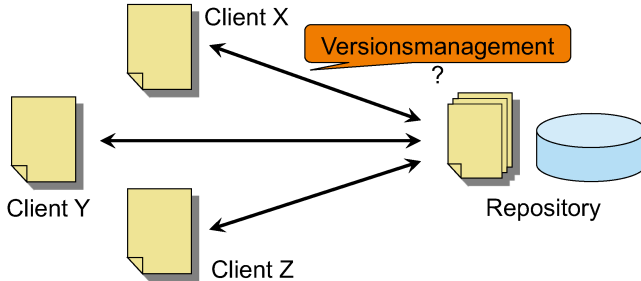 Client X
Versionsmanagement
?
Client Y
Repository
Client Z